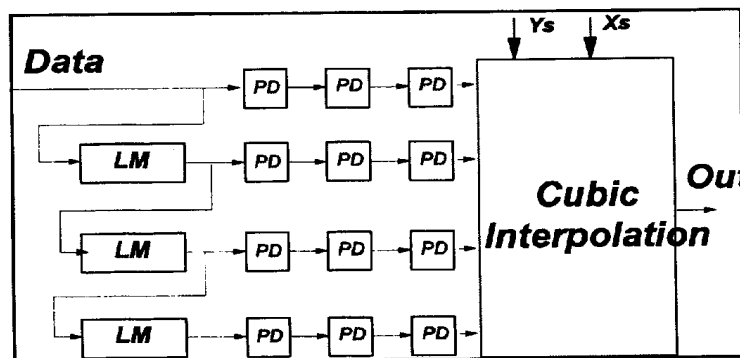 Ys Xs
Data
PD PD PD
LM PD PD PD
Cubic
Interpolation
Out
LM PD PD PD
LM PD PD PD